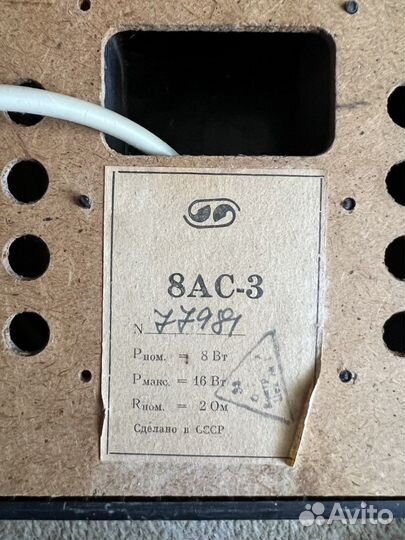 8АС-3
N 77981
Рном. = 8 Вт
Рмакс. = 16 Вт
Rном. = 2 Ом
Сделано в СССР
Avito